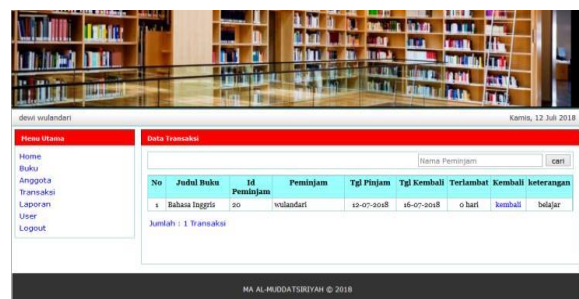 dewi wulandari
Kamis, 12 Juli 2018
Menu Utama
Home
Buku
Anggota
Transaksi
Laporan
User
Logout
Data Transaksi
Nama Peminjam
cari
No Judul Buku Id Peminjam Peminjam Tgl Pinjam Tgl Kembali Terlambat Kembali keterangan
1 Bahasa Inggris 20 wulandari 12-07-2018 16-07-2018 0 hari kembali belajar
Jumlah : 1 Transaksi
MA AL-MUDDATSIRIYAH © 2018